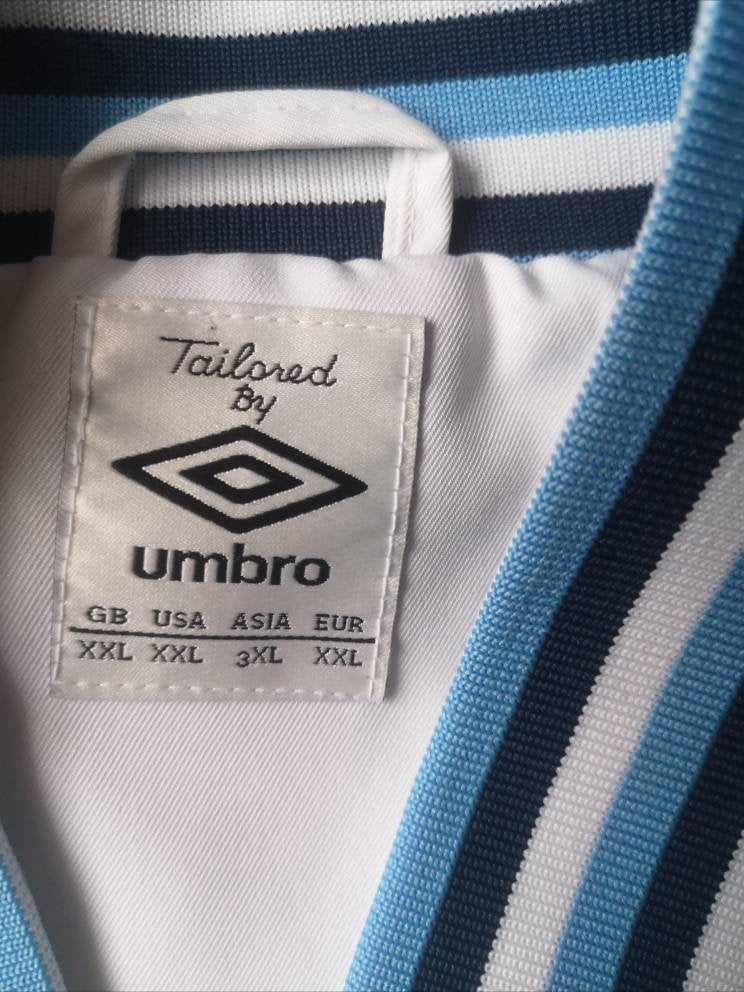 Tailored
By
umbro
GB USA ASIA EUR
XXL XXL 3XL XXL